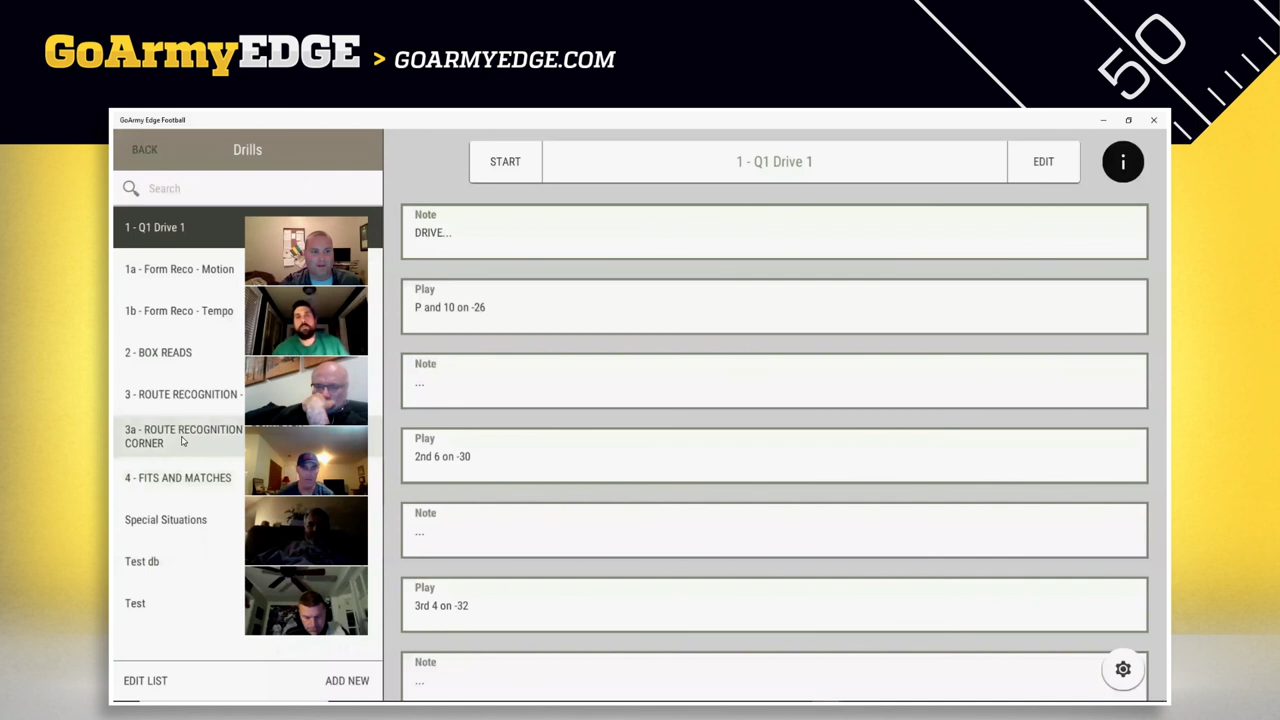 GoArmyEDGE > GOARMYEDGE.COM
50
GoArmy Edge Football
BACK
Drills
Search
1 - Q1 Drive 1
1a - Form Reco - Motion
1b - Form Reco - Tempo
2 - BOX READS
3 - ROUTE RECOGNITION -
3a - ROUTE RECOGNITION
CORNER
4 - FITS AND MATCHES
Special Situations
Test db
Test
EDIT LIST
ADD NEW
START
1 - Q1 Drive 1
EDIT
i
Note
DRIVE...
Play
P and 10 on -26
Note
...
Play
2nd 6 on -30
Note
...
Play
3rd 4 on -32
Note
...